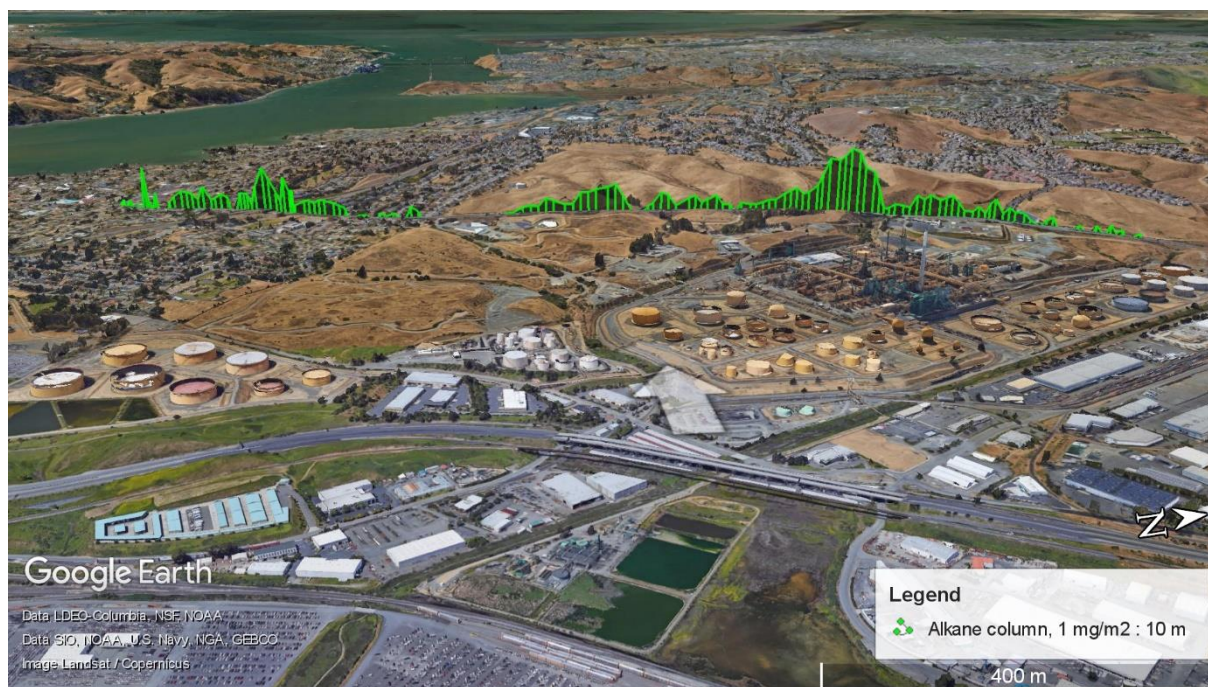 Google Earth
Data LDEO-Columbia, NSF, NOAA
Data SIO, NOAA, U.S. Navy, NGA, GEBCO
Image Landsat / Copernicus
N
Legend
Alkane column, 1 mg/m2 : 10 m
400 m